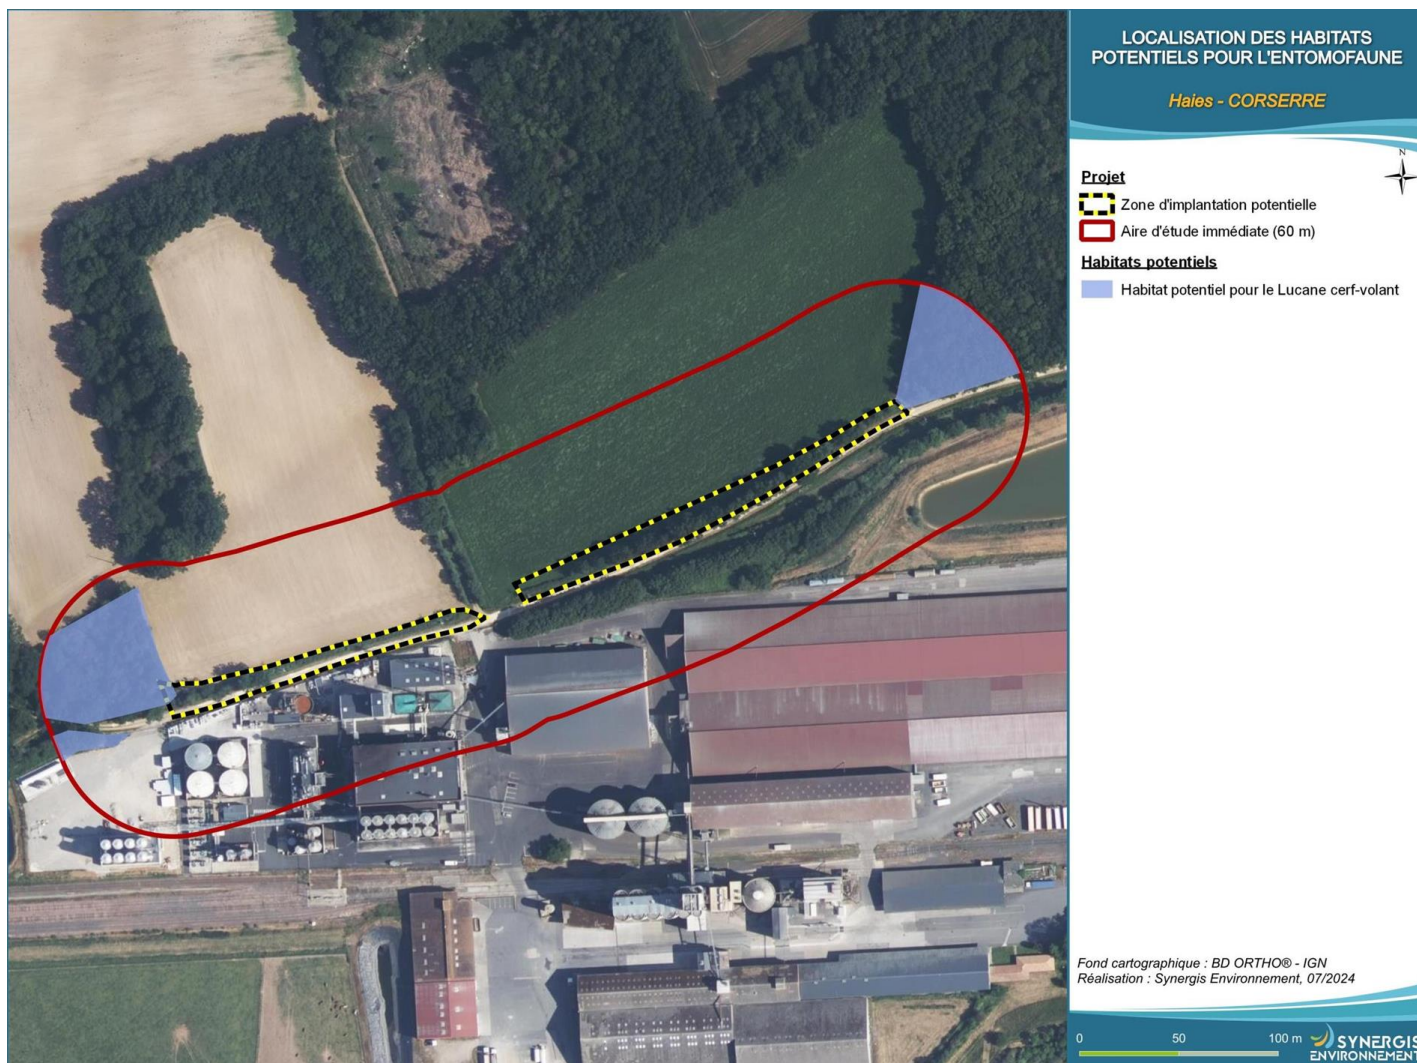 LOCALISATION DES HABITATS
POTENTIELS POUR L'ENTOMOFAUNE
Haies - CORSERRE
N
Projet
Zone d'implantation potentielle
Aire d'étude immédiate (60 m)
Habitats potentiels
Habitat potentiel pour le Lucane cerf-volant
Fond cartographique : BD ORTHO® - IGN
Réalisation : Synergis Environnement, 07/2024
0 50 100 m
SYNERGIS
ENVIRONNEMENT